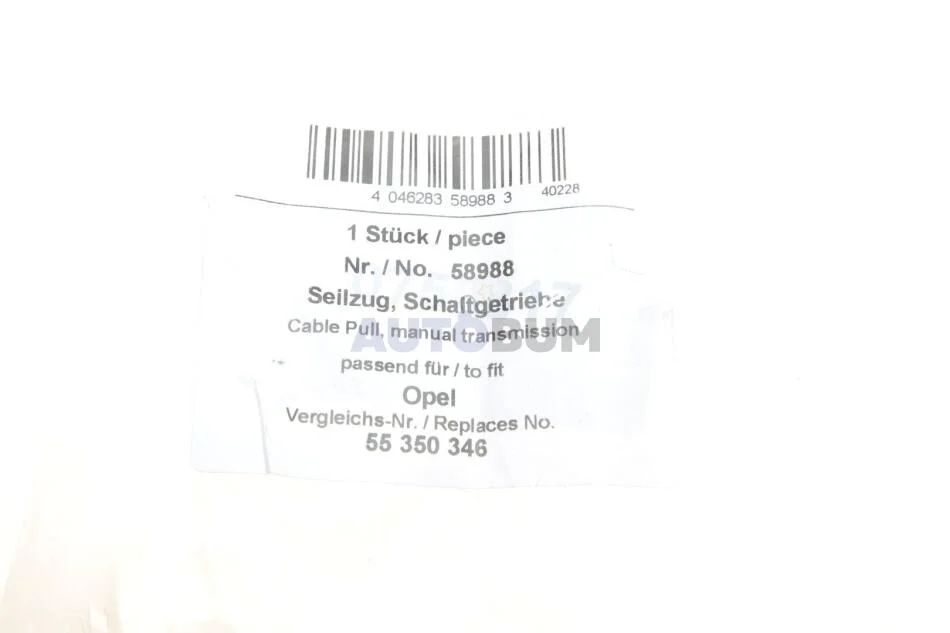 4 046283 58988 3
40228
1 Stück / piece
Nr. / No. 58988
Seilzug, Schaltgetriebe
Cable Pull, manual transmission
AUTOBUM
passend für / to fit
Opel
Vergleichs-Nr. / Replaces No.
55 350 346